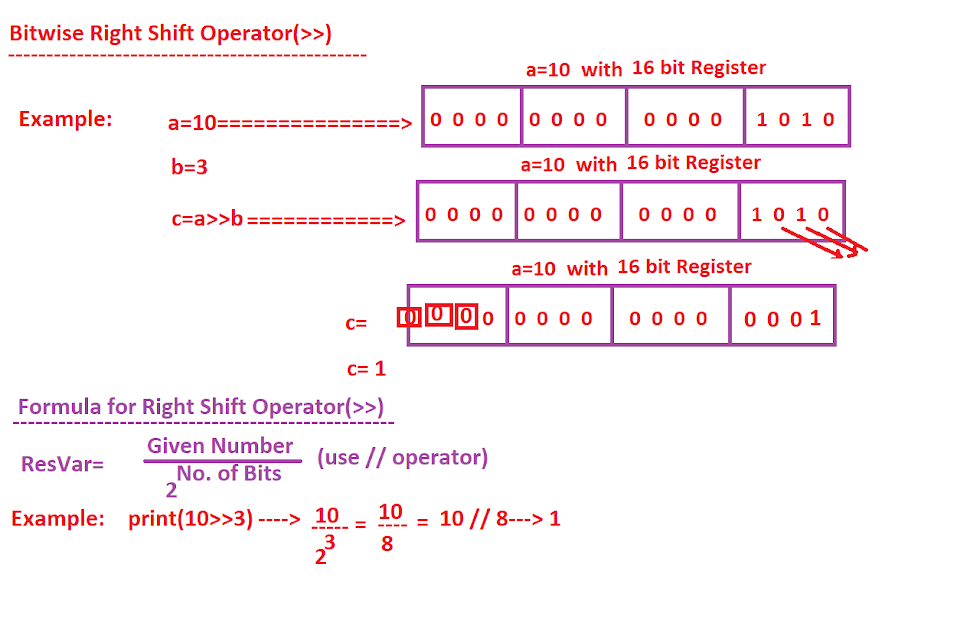 Bitwise Right Shift Operator(>>)
------------------------------------------------
a=10 with 16 bit Register
Example: a=10===============> 0 0 0 0 0 0 0 0 0 0 0 0 1 0 1 0
b=3
a=10 with 16 bit Register
c=a>>b============> 0 0 0 0 0 0 0 0 0 0 0 0 1 0 1 0
a=10 with 16 bit Register
c= 0 0 0 0 0 0 0 0 0 0 0 0 0 0 0 1
c= 1
Formula for Right Shift Operator(>>)
---------------------------------------------------
Given Number
ResVar= (use // operator)
No. of Bits
2
Example: print(10>>3) ----> 10 ----- = 10 ---- = 10 // 8---> 1
3 8
2